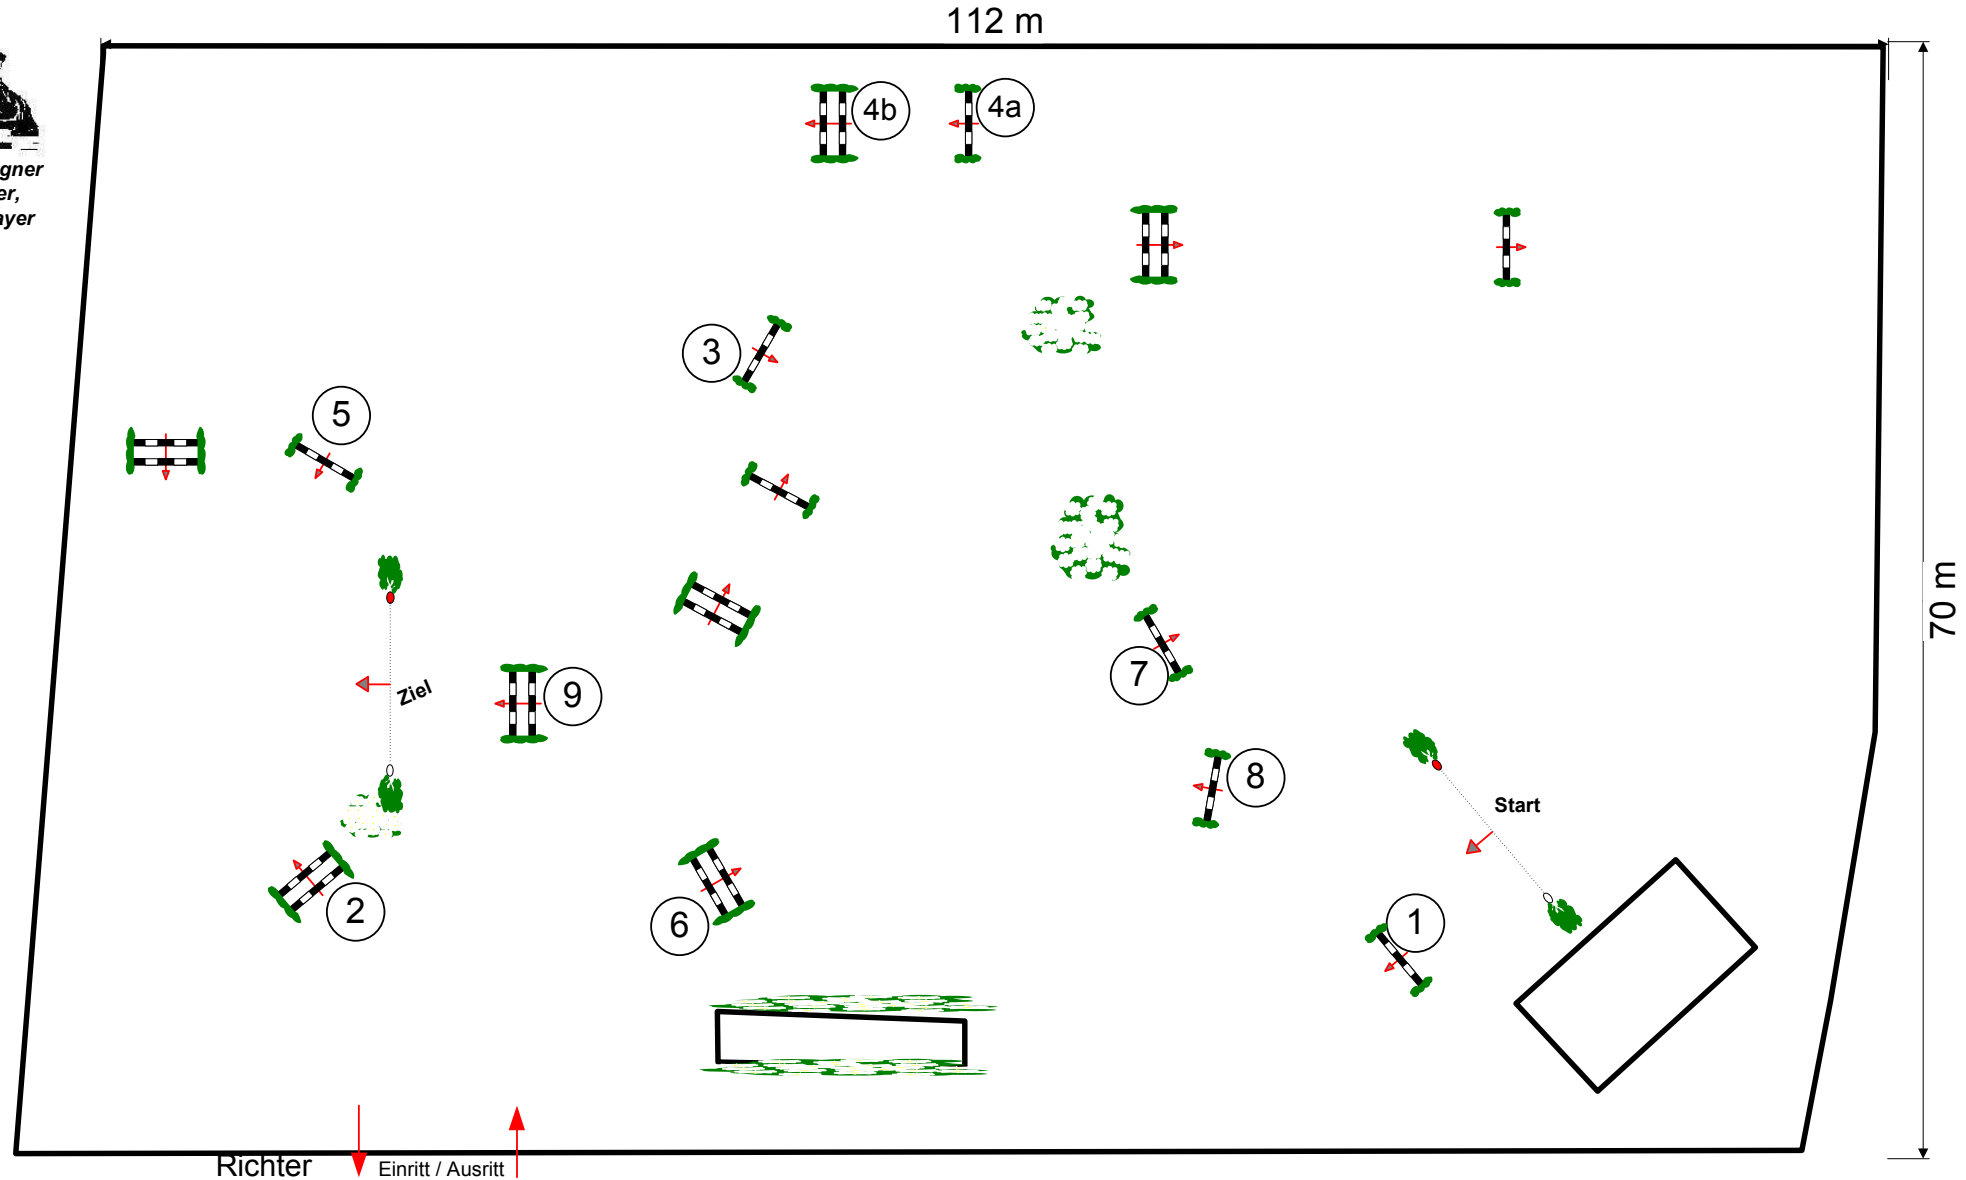 112 m
4b
4a
gner
er,
ayer
3
5
70 m
7
Ziel
9
8
Start
2
6
1
Richter
Einritt / Ausritt